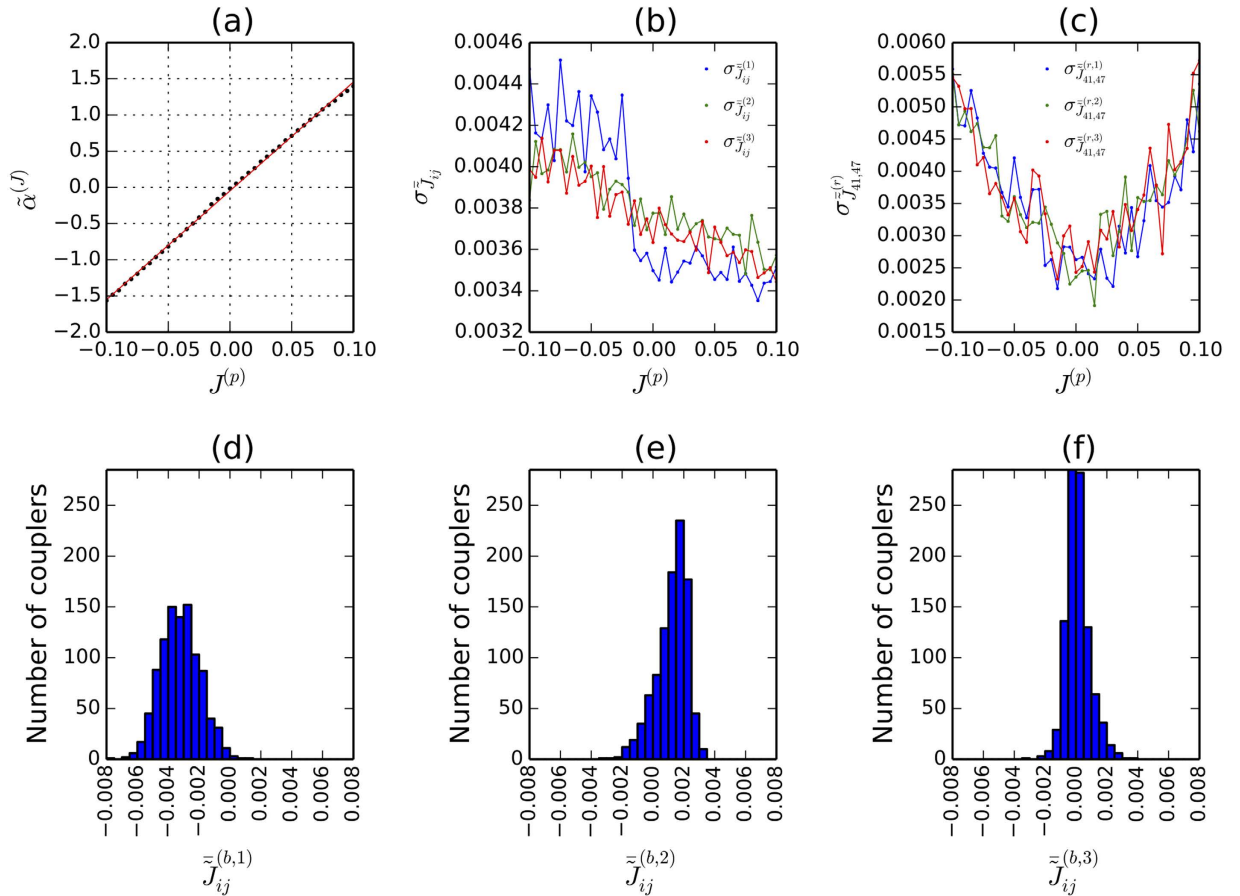 (a)
2.0
1.5
1.0
0.5
0.0
−0.5
−1.0
−1.5
−2.0
−0.10 −0.05 0.00 0.05 0.10
α̃^(J)
J^(p)
(b)
0.0046
0.0044
0.0042
0.0040
0.0038
0.0036
0.0034
0.0032
−0.10 −0.05 0.00 0.05 0.10
σ_J̿_ij
J^(p)
σ_J̿_ij^(1)
σ_J̿_ij^(2)
σ_J̿_ij^(3)
(c)
0.0060
0.0055
0.0050
0.0045
0.0040
0.0035
0.0030
0.0025
0.0020
0.0015
−0.10 −0.05 0.00 0.05 0.10
σ_J̿_41,47^(r)
J^(p)
σ_J̿_41,47^(r,1)
σ_J̿_41,47^(r,2)
σ_J̿_41,47^(r,3)
(d)
Number of couplers
250
200
150
100
50
0
−0.008 −0.006 −0.004 −0.002 0.000 0.002 0.004 0.006 0.008
J̿_ij^(b,1)
(e)
Number of couplers
250
200
150
100
50
0
−0.008 −0.006 −0.004 −0.002 0.000 0.002 0.004 0.006 0.008
J̿_ij^(b,2)
(f)
Number of couplers
250
200
150
100
50
0
−0.008 −0.006 −0.004 −0.002 0.000 0.002 0.004 0.006 0.008
J̿_ij^(b,3)